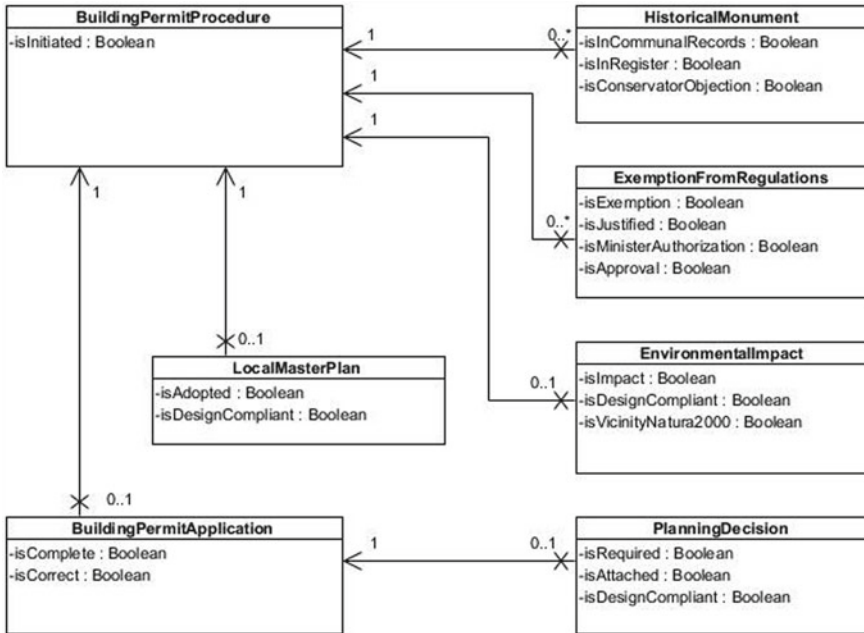 BuildingPermitProcedure
-isInitiated : Boolean
1
0..*
1
1
HistoricalMonument
-isInCommunalRecords : Boolean
-isInRegister : Boolean
-isConservatorObjection : Boolean
1
1
0..*
ExemptionFromRegulations
-isExemption : Boolean
-isJustified : Boolean
-isMinisterAuthorization : Boolean
-isApproval : Boolean
0..1
LocalMasterPlan
-isAdopted : Boolean
-isDesignCompliant : Boolean
0..1
EnvironmentalImpact
-isImpact : Boolean
-isDesignCompliant : Boolean
-isVicinityNatura2000 : Boolean
0..1
BuildingPermitApplication
-isComplete : Boolean
-isCorrect : Boolean
1
0..1
PlanningDecision
-isRequired : Boolean
-isAttached : Boolean
-isDesignCompliant : Boolean